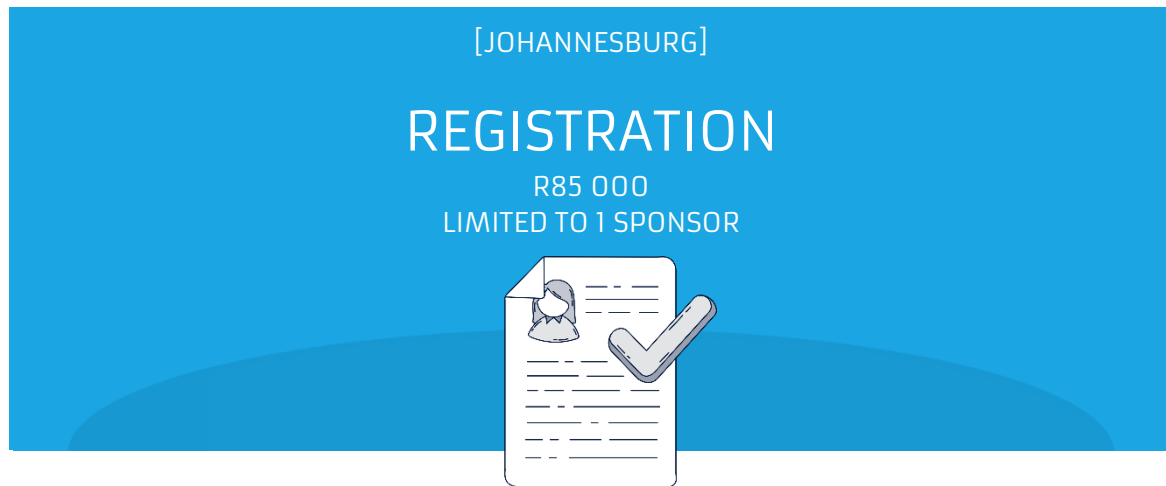 [JOHANNESBURG]
REGISTRATION
R85 000
LIMITED TO 1 SPONSOR